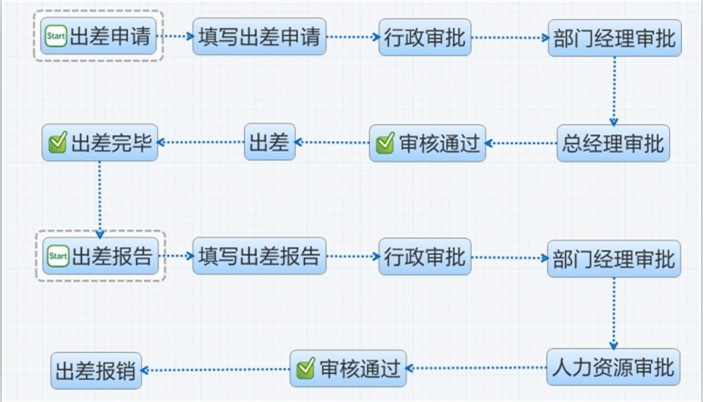 Start 出差申请
填写出差申请
行政审批
部门经理审批
出差完毕
出差
审核通过
总经理审批
Start 出差报告
填写出差报告
行政审批
部门经理审批
出差报销
审核通过
人力资源审批